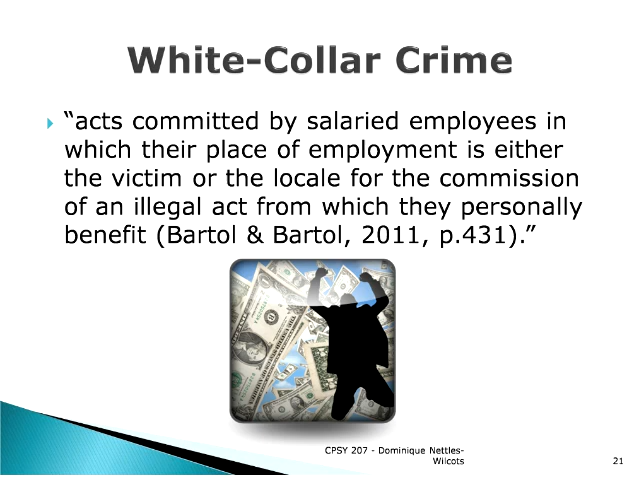 White-Collar Crime
“acts committed by salaried employees in
which their place of employment is either
the victim or the locale for the commission
of an illegal act from which they personally
benefit (Bartol & Bartol, 2011, p.431).”
CPSY 207 - Dominique Nettles-
Wilcots
21